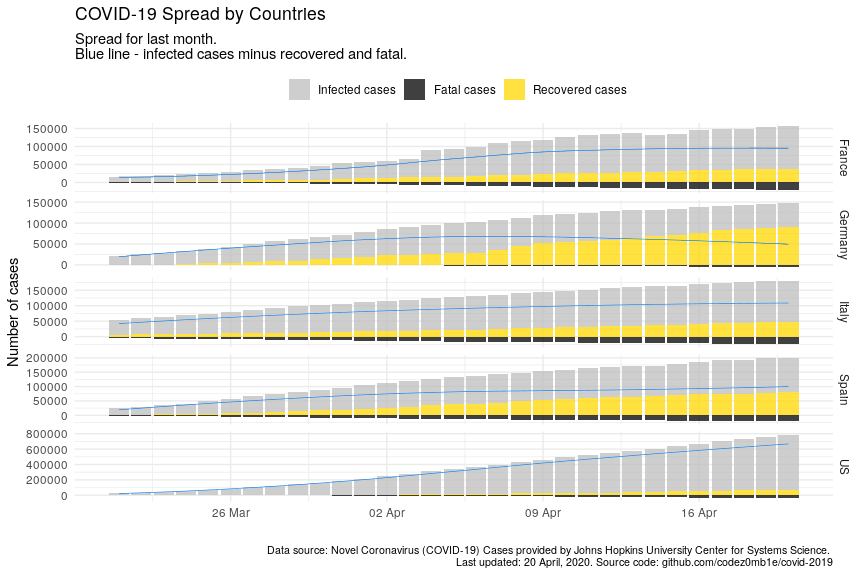 COVID-19 Spread by Countries
Spread for last month.
Blue line - infected cases minus recovered and fatal.
Infected cases
Fatal cases
Recovered cases
Number of cases
150000
100000
50000
0
France
150000
100000
50000
0
Germany
150000
100000
50000
0
Italy
200000
150000
100000
50000
0
Spain
800000
600000
400000
200000
0
US
26 Mar
02 Apr
09 Apr
16 Apr
Data source: Novel Coronavirus (COVID-19) Cases provided by Johns Hopkins University Center for Systems Science.
Last updated: 20 April, 2020. Source code: github.com/codez0mb1e/covid-2019